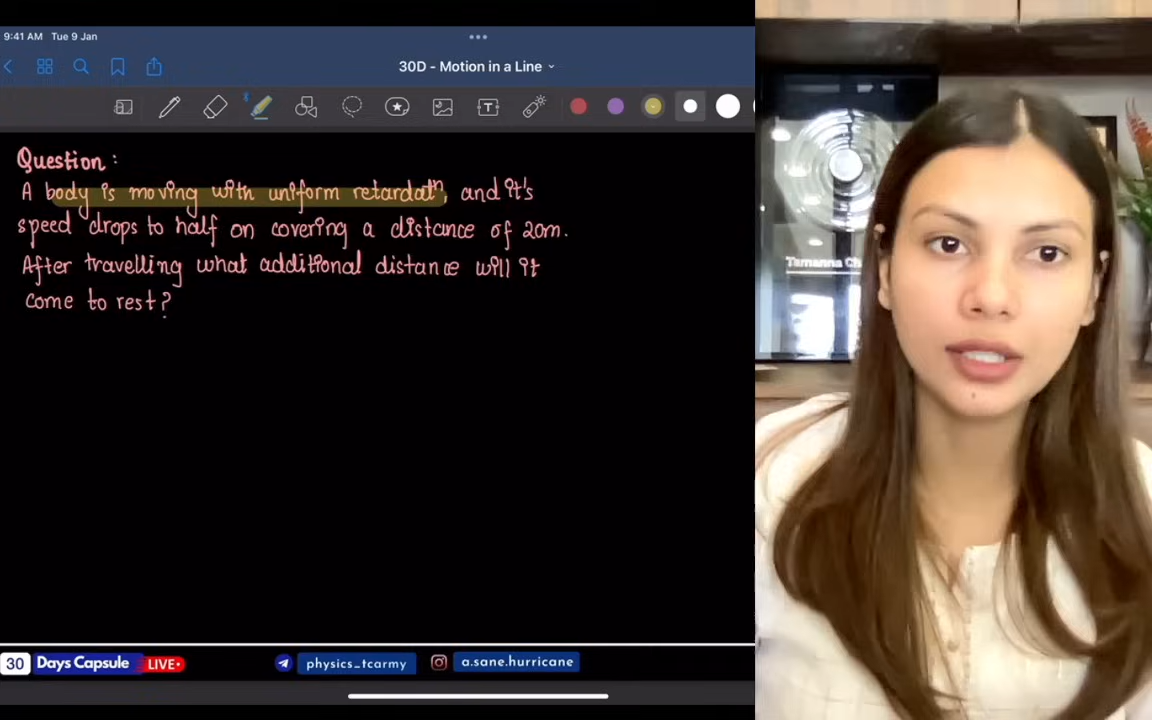 9:41 AM Tue 9 Jan
30D - Motion in a Line
Question :
A body is moving with uniform retardatⁿ, and it's
speed drops to half on covering a distance of 20m.
After travelling what additional distance will it
come to rest?
Tamanna Ch
30 Days Capsule LIVE
physics_tcarmy
a.sane.hurricane